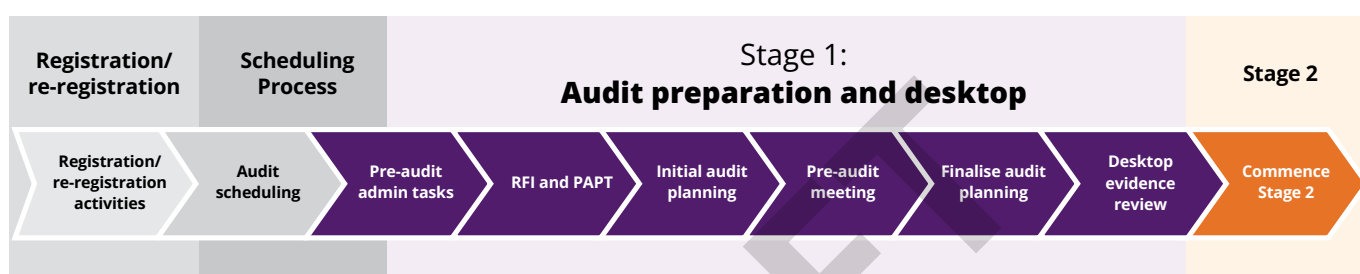 Registration/
re-registration
Scheduling
Process
Stage 1:
Audit preparation and desktop
Stage 2
Registration/
re-registration
activities
Audit
scheduling
Pre-audit
admin tasks
RFI and PAPT
Initial audit
planning
Pre-audit
meeting
Finalise audit
planning
Desktop
evidence
review
Commence
Stage 2